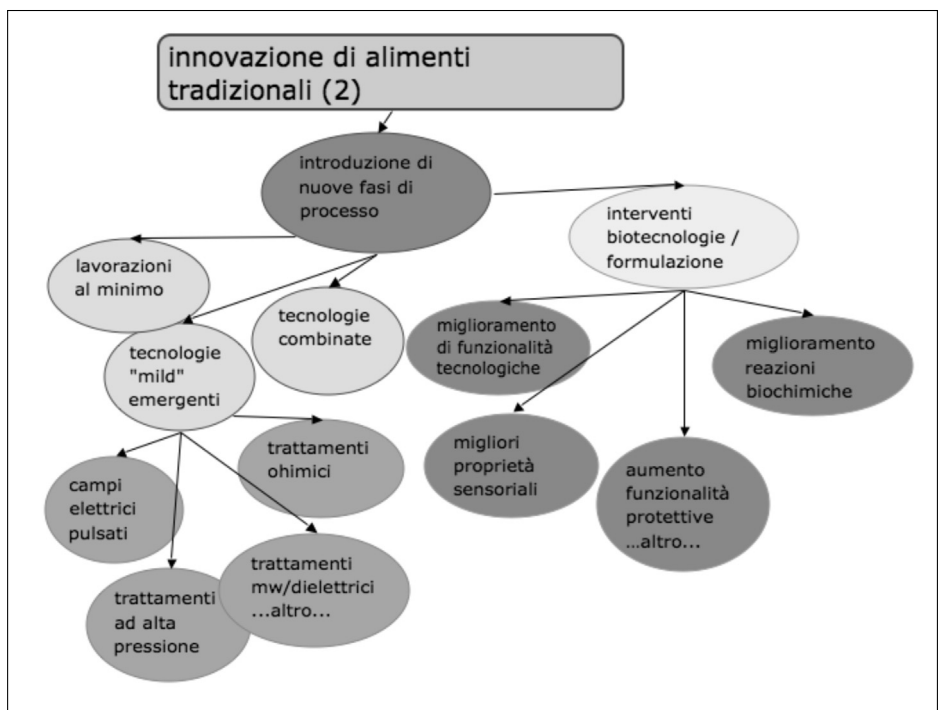 innovazione di alimenti
tradizionali (2)
introduzione di
nuove fasi di
processo
interventi
biotecnologie /
formulazione
lavorazioni
al minimo
tecnologie
combinate
tecnologie
"mild"
emergenti
miglioramento
di funzionalità
tecnologiche
miglioramento
reazioni
biochimiche
trattamenti
ohimici
migliori
proprietà
sensoriali
aumento
funzionalità
protettive
...altro...
campi
elettrici
pulsati
trattamenti
mw/dielettrici
...altro...
trattamenti
ad alta
pressione